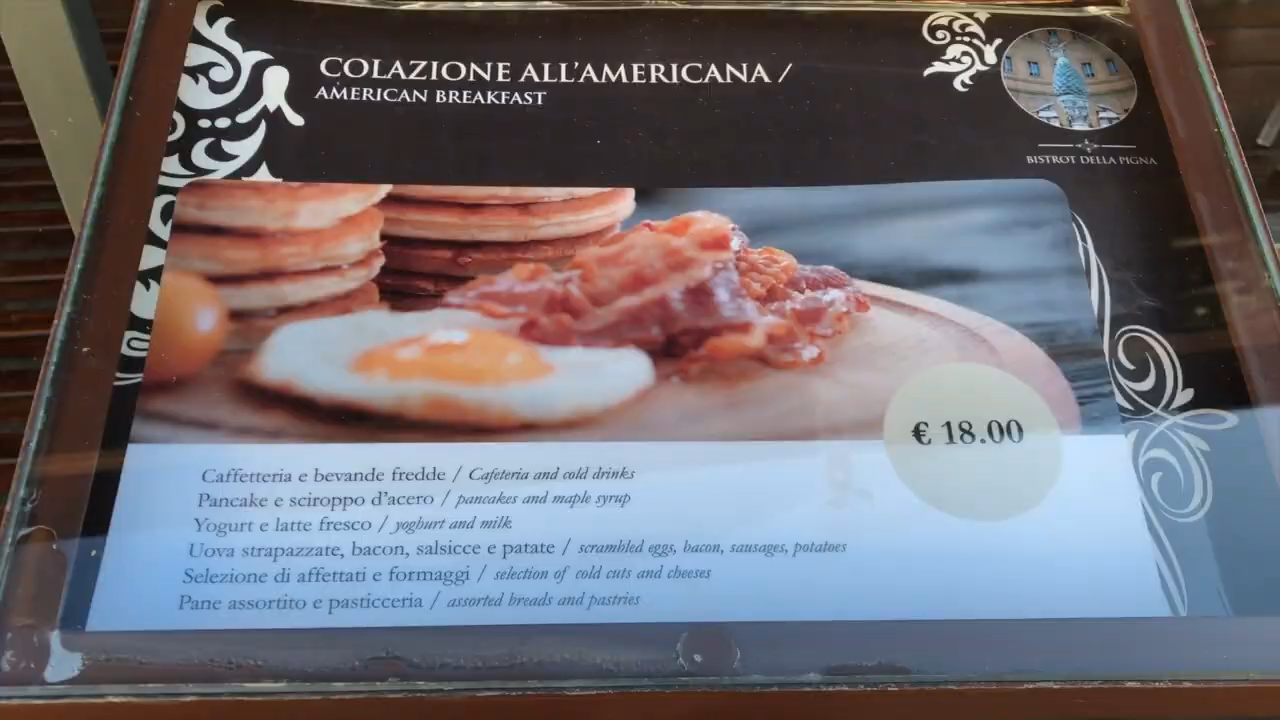 COLAZIONE ALL'AMERICANA /
AMERICAN BREAKFAST
BISTROT DELLA PIGNA
€ 18.00
Caffetteria e bevande fredde / Cafeteria and cold drinks
Pancake e sciroppo d'acero / pancakes and maple syrup
Yogurt e latte fresco / yoghurt and milk
Uova strapazzate, bacon, salsicce e patate / scrambled eggs, bacon, sausages, potatoes
Selezione di affettati e formaggi / selection of cold cuts and cheeses
Pane assortito e pasticceria / assorted breads and pastries